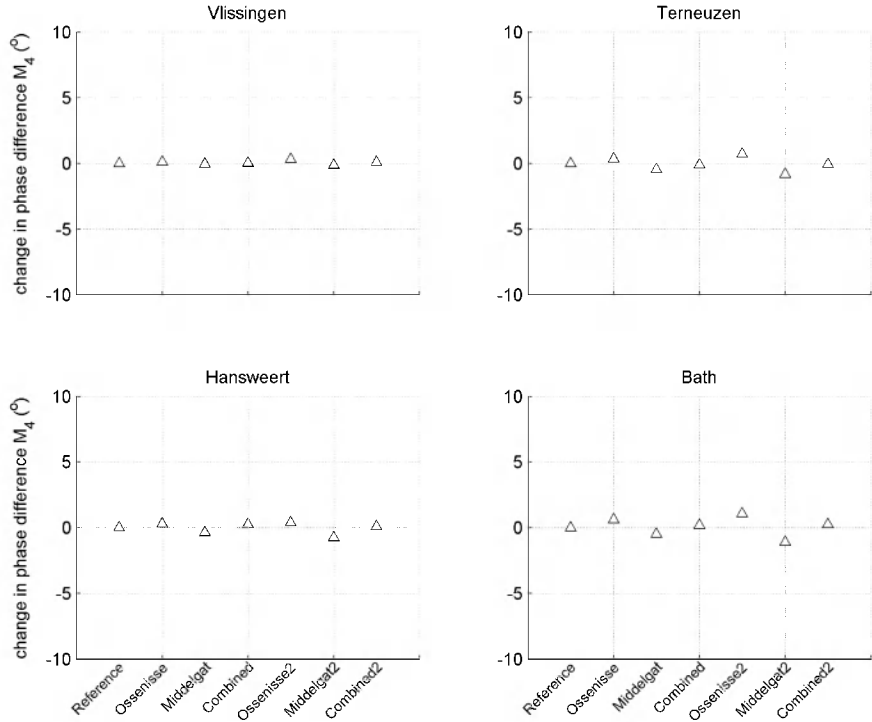 Vlissingen
10
5
0
-5
-10
change in phase difference M4 (o)
Terneuzen
10
5
0
-5
-10
Hansweert
10
5
0
-5
-10
change in phase difference M4 (o)
Reference
Ossenisse
Middelgat
Combined
Ossenisse2
Middelgat2
Combined2
Bath
10
5
0
-5
-10
Reference
Ossenisse
Middelgat
Combined
Ossenisse2
Middelgat2
Combined2